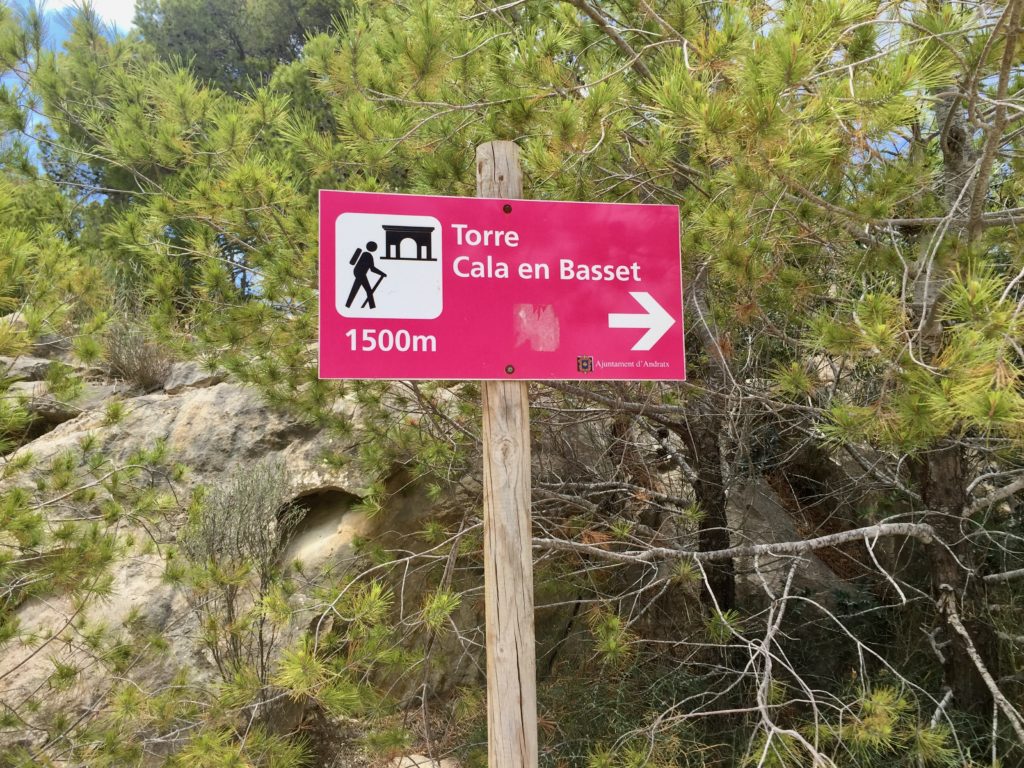 Torre
Cala en Basset
1500m
Ajuntament d'Andratx